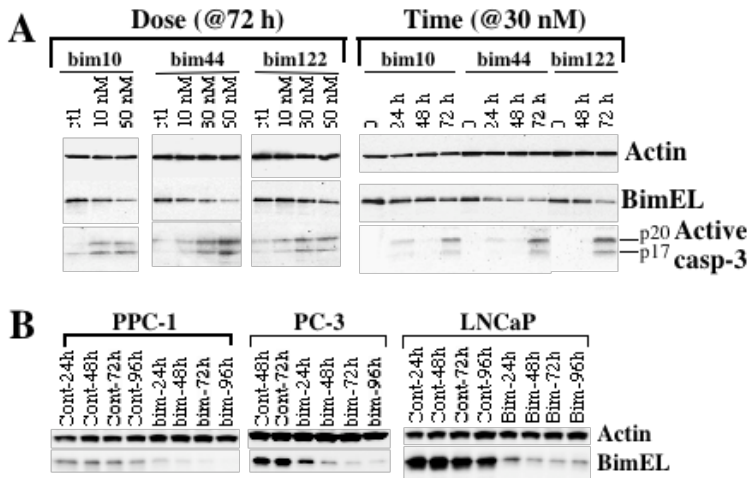 A
Dose (@72 h)
Time (@30 nM)
bim10 bim44 bim122 bim10 bim44 bim122
10 nM 50 nM 10 nM 30 nM 50 nM 10 nM 30 nM 50 nM 24 h 48 h 72 h 24 h 48 h 72 h 48 h 72 h
Actin
BimEL
p20 Active
p17 casp-3
B
PPC-1 PC-3 LNCaP
Cont-24h Cont-48h Cont-72h Cont-96h bim-24h bim-48h bim-72h bim-96h Cont-48h Cont-72h bim-24h bim-48h bim-72h bim-96h Cont-24h Cont-48h Cont-72h Cont-96h Bim-24h Bim-48h Bim-72h Bim-96h
Actin
BimEL